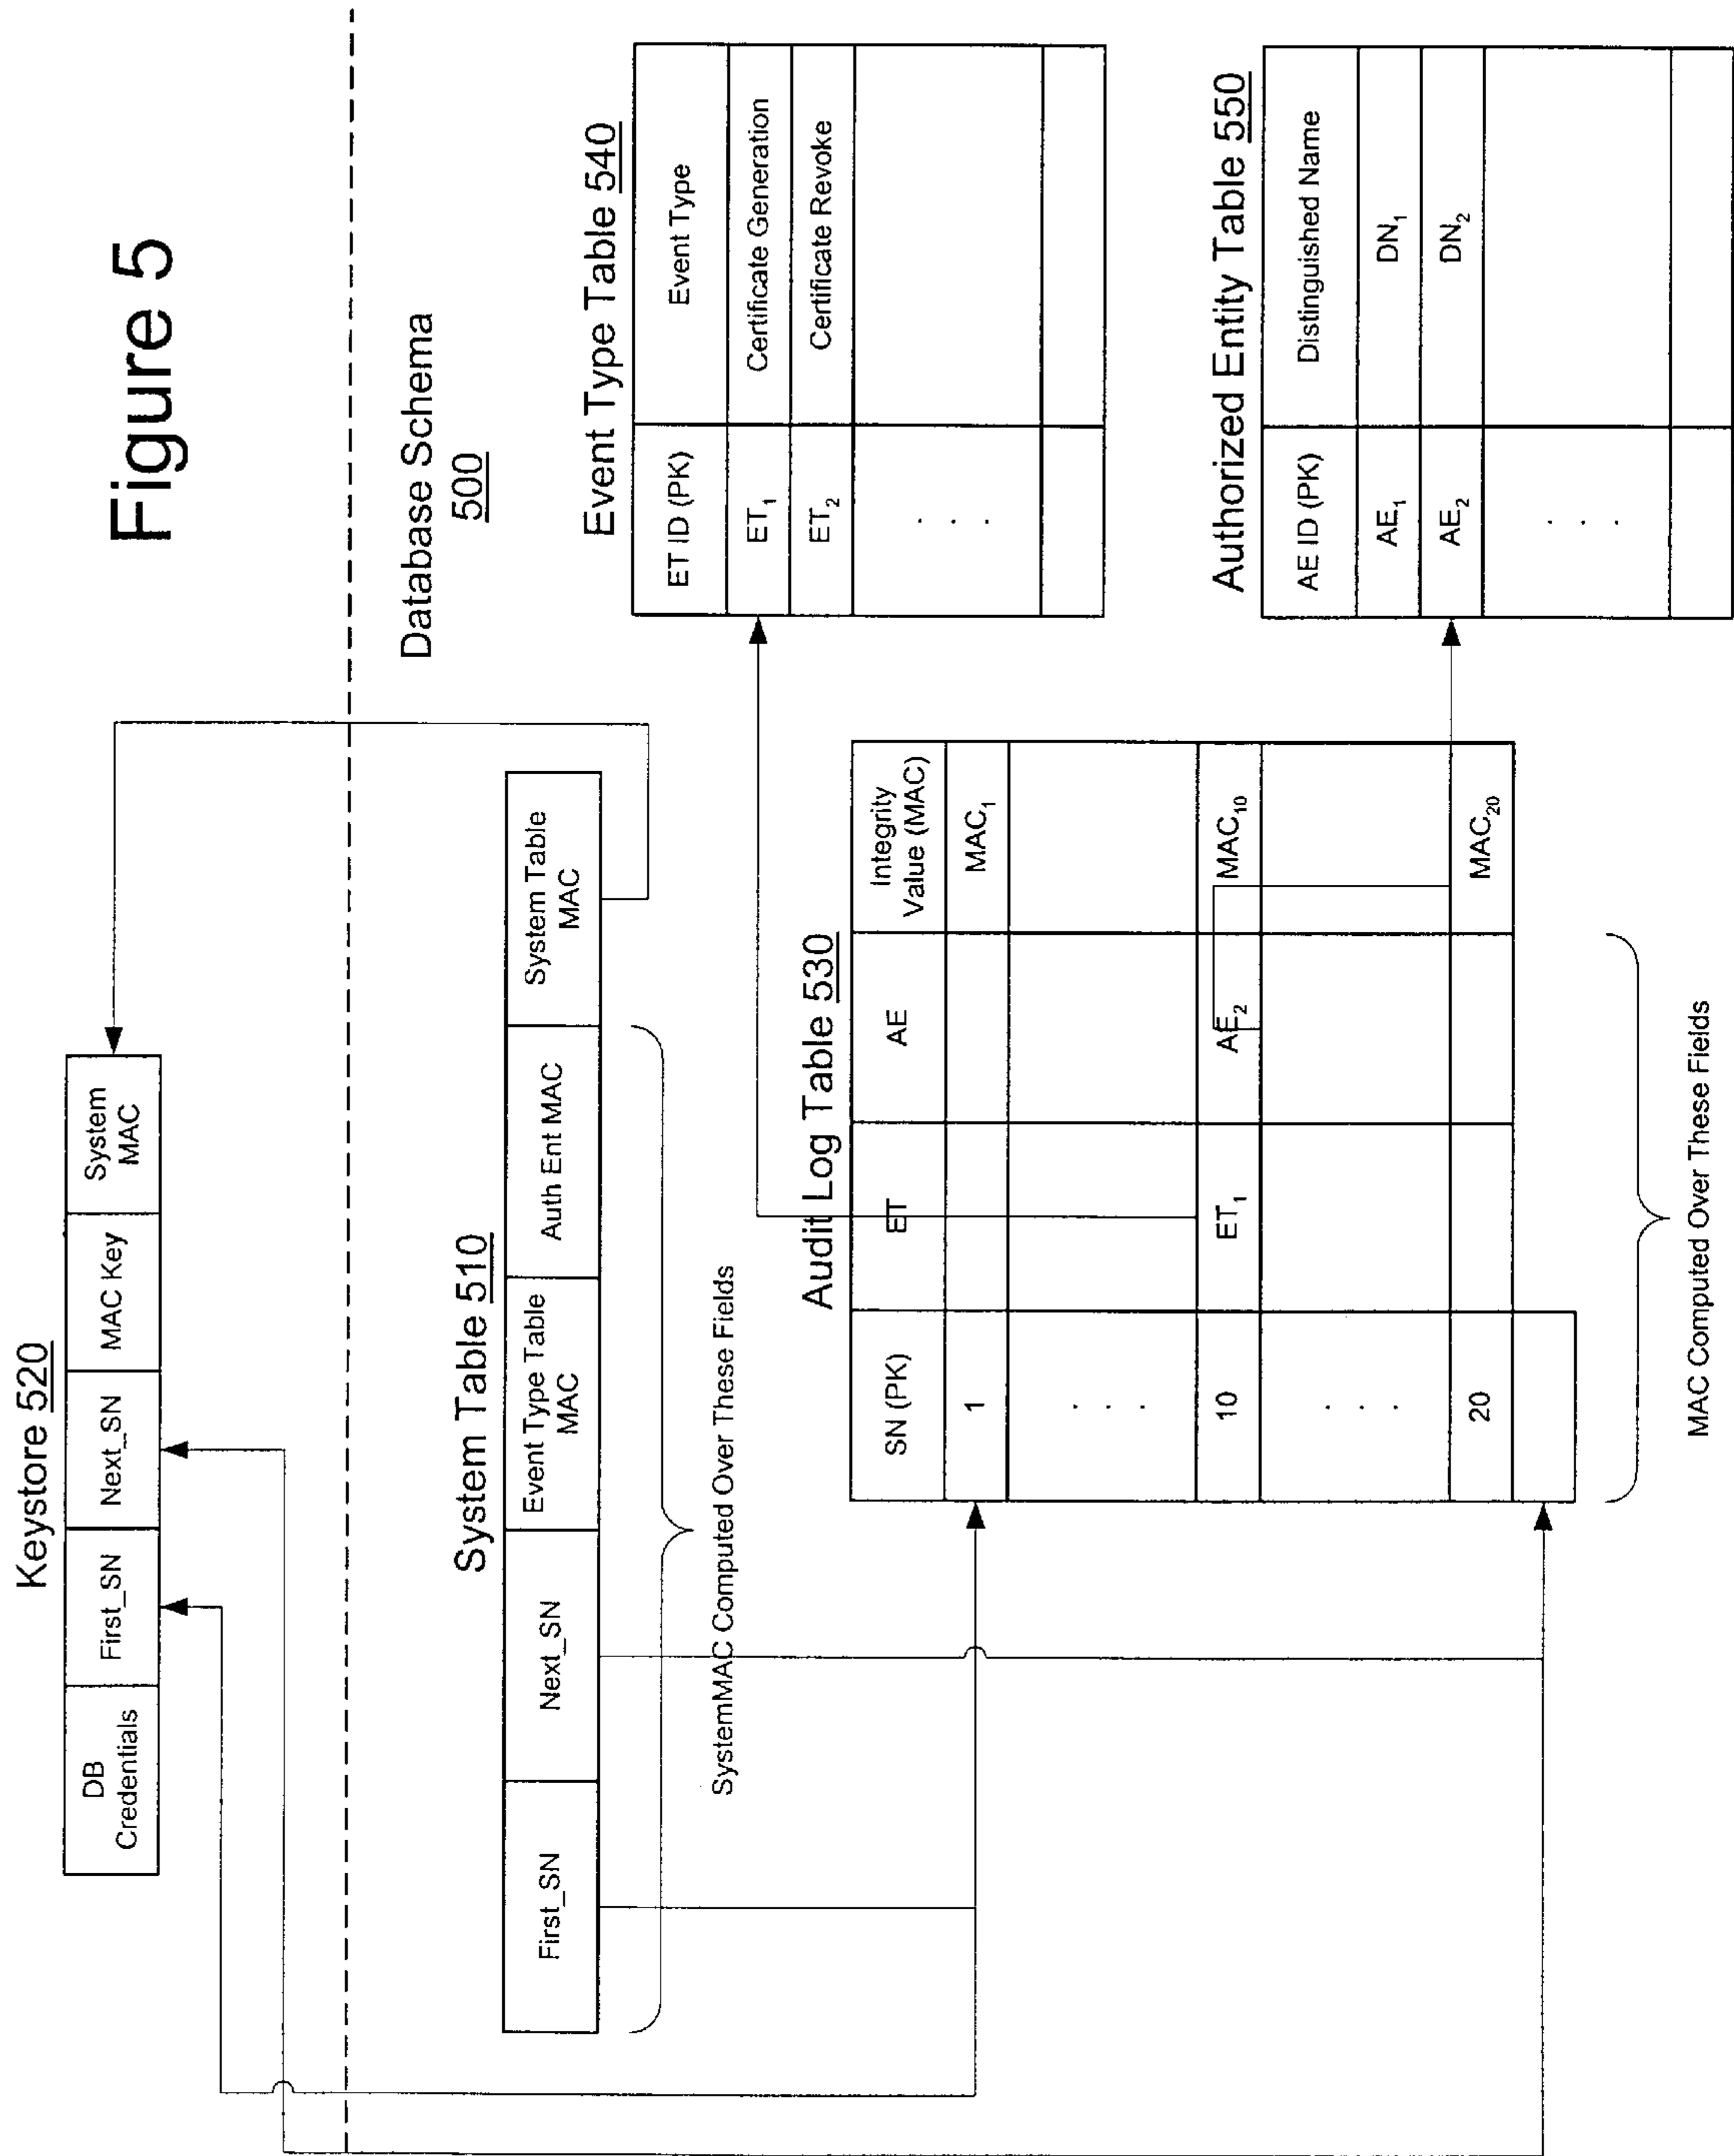 Figure 5
Keystore 520
DB
Credentials
First_SN
Next_SN
MAC Key
System
MAC
Database Schema
500
System Table 510
First_SN
Next_SN
Event Type Table
MAC
Auth Ent MAC
System Table
MAC
SystemMAC Computed Over These Fields
Event Type Table 540
ET ID (PK)
Event Type
ET₁
Certificate Generation
ET₂
Certificate Revoke
. . .
Audit Log Table 530
SN (PK)
ET
AE
Integrity
Value (MAC)
1
MAC₁
. . .
10
ET₁
AE₂
MAC₁₀
. . .
20
MAC₂₀
MAC Computed Over These Fields
Authorized Entity Table 550
AE ID (PK)
Distinguished Name
AE₁
DN₁
AE₂
DN₂
. . .